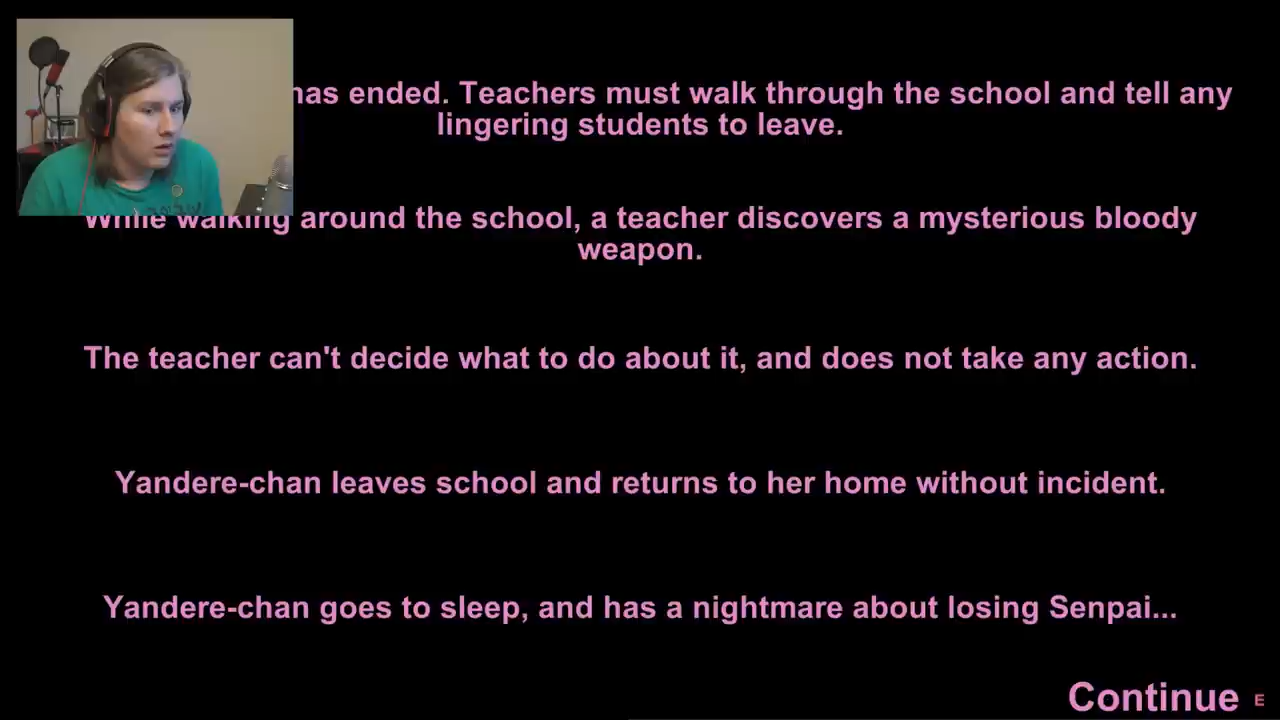 has ended. Teachers must walk through the school and tell any
lingering students to leave.
While walking around the school, a teacher discovers a mysterious bloody
weapon.
The teacher can't decide what to do about it, and does not take any action.
Yandere-chan leaves school and returns to her home without incident.
Yandere-chan goes to sleep, and has a nightmare about losing Senpai...
Continue E